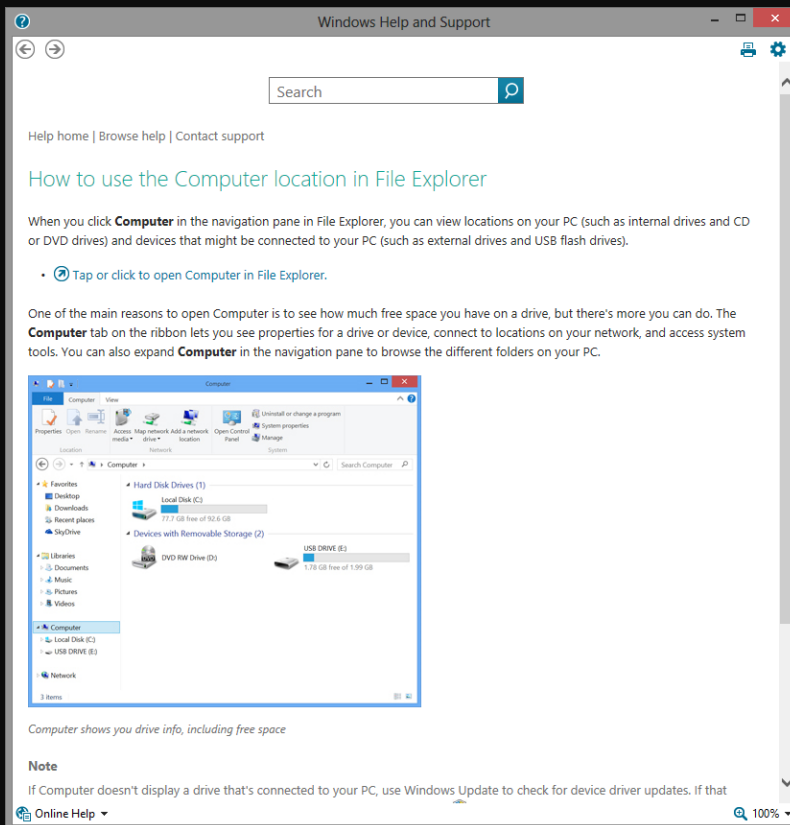 Windows Help and Support
Search
Help home | Browse help | Contact support
How to use the Computer location in File Explorer
When you click Computer in the navigation pane in File Explorer, you can view locations on your PC (such as internal drives and CD
or DVD drives) and devices that might be connected to your PC (such as external drives and USB flash drives).
• Tap or click to open Computer in File Explorer.
One of the main reasons to open Computer is to see how much free space you have on a drive, but there's more you can do. The
Computer tab on the ribbon lets you see properties for a drive or device, connect to locations on your network, and access system
tools. You can also expand Computer in the navigation pane to browse the different folders on your PC.
Computer
File Computer View
Properties Open Rename Access media Map network drive Add a network location Open Control Panel
Uninstall or change a program
System properties
Manage
Location Network System
Computer
Search Computer
Favorites
Desktop
Downloads
Recent places
SkyDrive
Libraries
Documents
Music
Pictures
Videos
Computer
Local Disk (C:)
USB DRIVE (E:)
Network
Hard Disk Drives (1)
Local Disk (C:)
77.7 GB free of 92.6 GB
Devices with Removable Storage (2)
DVD RW Drive (D:)
USB DRIVE (E:)
1.78 GB free of 1.99 GB
3 items
Computer shows you drive info, including free space
Note
If Computer doesn't display a drive that's connected to your PC, use Windows Update to check for device driver updates. If that
Online Help
100%